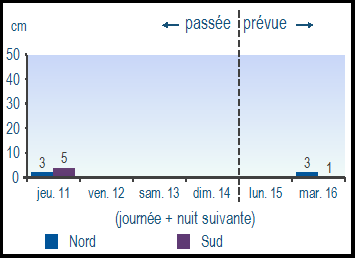 passée prévue
cm
50
40
30
20
10
0
3 5 3 1
jeu. 11 ven. 12 sam. 13 dim. 14 lun. 15 mar. 16
(journée + nuit suivante)
Nord Sud